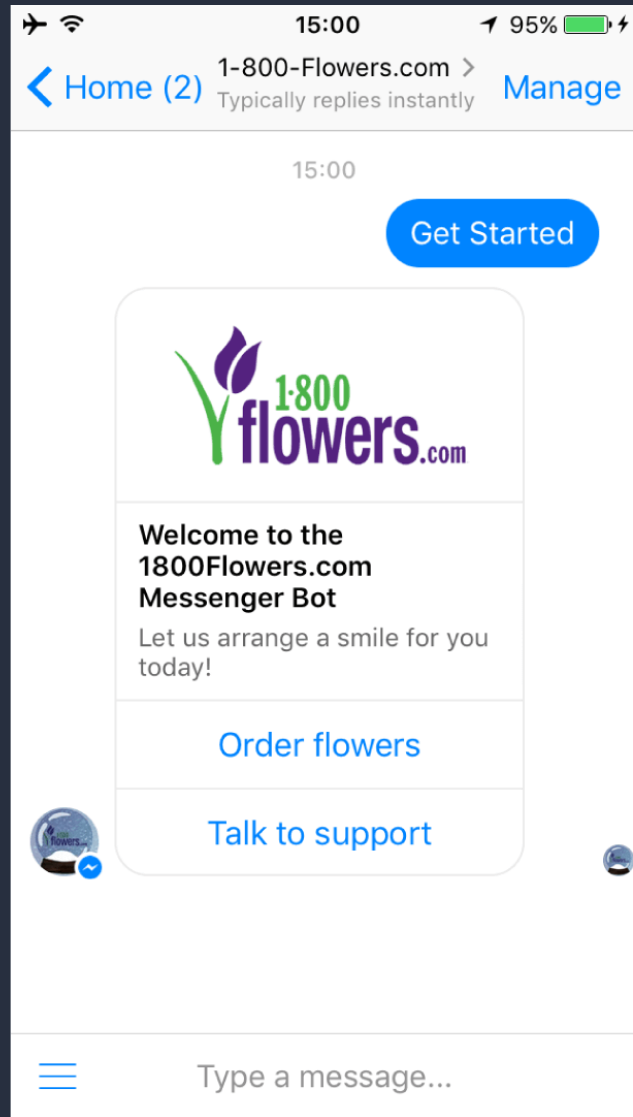 15:00
95%
Home (2)
1-800-Flowers.com
Typically replies instantly
Manage
15:00
Get Started
1·800
flowers.com
Welcome to the
1800Flowers.com
Messenger Bot
Let us arrange a smile for you
today!
Order flowers
Talk to support
flowers...
Type a message...